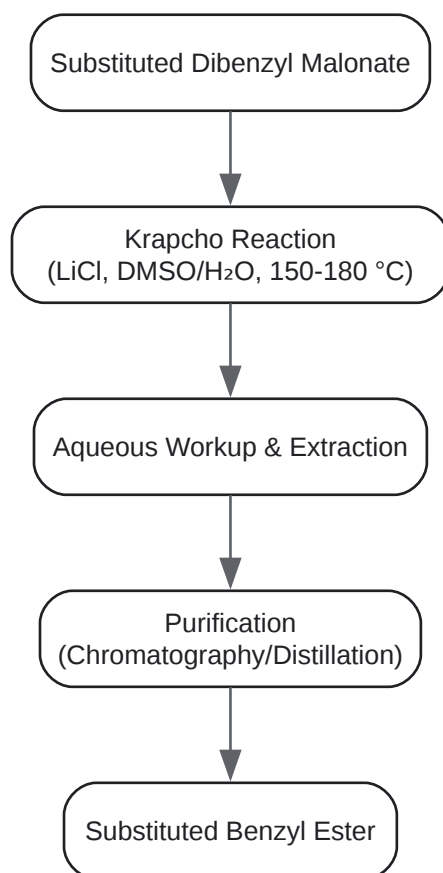 Substituted Dibenzyl Malonate
Krapcho Reaction
(LiCl, DMSO/H₂O, 150-180 °C)
Aqueous Workup & Extraction
Purification
(Chromatography/Distillation)
Substituted Benzyl Ester